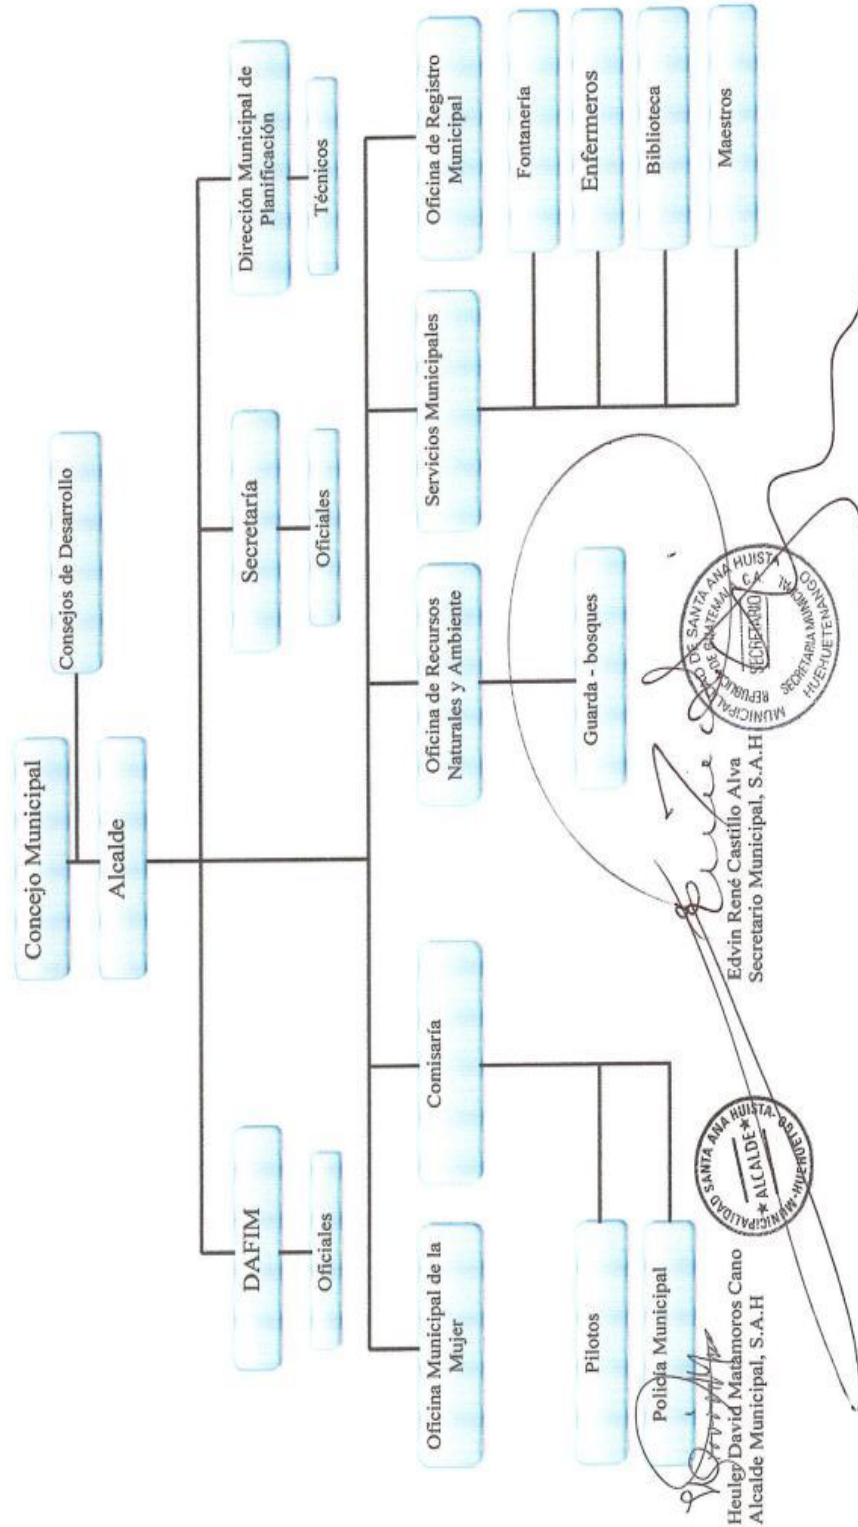 Concejo Municipal
Consejos de Desarrollo
Alcalde
DAFIM
Secretaría
Dirección Municipal de
Planificación
Oficiales
Oficiales
Técnicos
Oficina Municipal de la
Mujer
Comisaría
Oficina de Recursos
Naturales y Ambiente
Servicios Municipales
Oficina de Registro
Municipal
Pilotos
Policía Municipal
Guarda - bosques
Fontanería
Enfermeros
Biblioteca
Maestros
Heuler David Matamoros Cano
Alcalde Municipal, S.A.H
MUNICIPALIDAD SANTA ANA HUISTA
ALCALDE
Edvin René Castillo Alva
Secretario Municipal, S.A.H
MUNICIPALIDAD DE SANTA ANA HUISTA
REPUBLICA DE GUATEMALA C.A.
SECRETARIO
SECRETARIA MUNICIPAL
HUEHUETENANGO